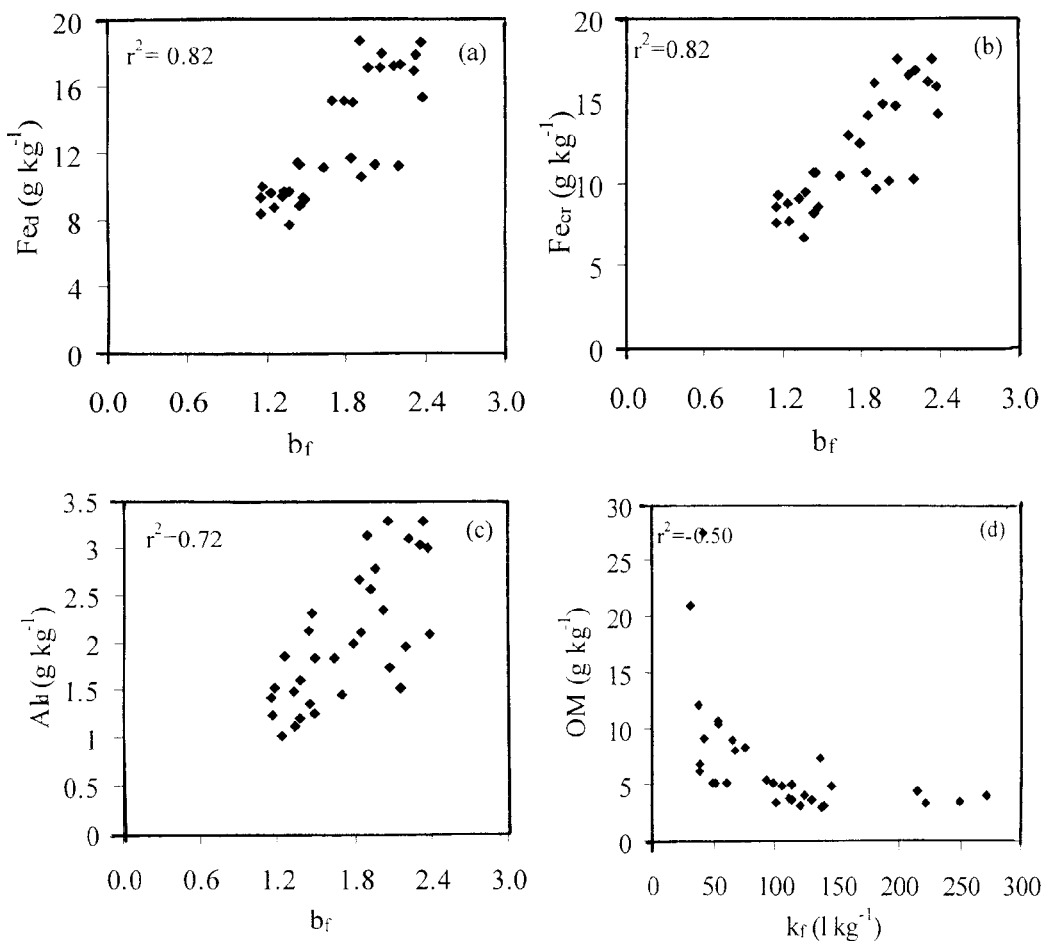 r²= 0.82
(a)
Fed (g kg⁻¹)
20
16
12
8
4
0
0.0 0.6 1.2 1.8 2.4 3.0
bf
r²=0.82
(b)
Fecr (g kg⁻¹)
20
15
10
5
0
0.0 0.6 1.2 1.8 2.4 3.0
bf
r²=0.72
(c)
Ald (g kg⁻¹)
3.5
3
2.5
2
1.5
1
0.5
0
0.0 0.6 1.2 1.8 2.4
bf
r²=-0.50
(d)
OM (g kg⁻¹)
30
25
20
15
10
5
0
0 50 100 150 200 250 300
kf (l kg⁻¹)